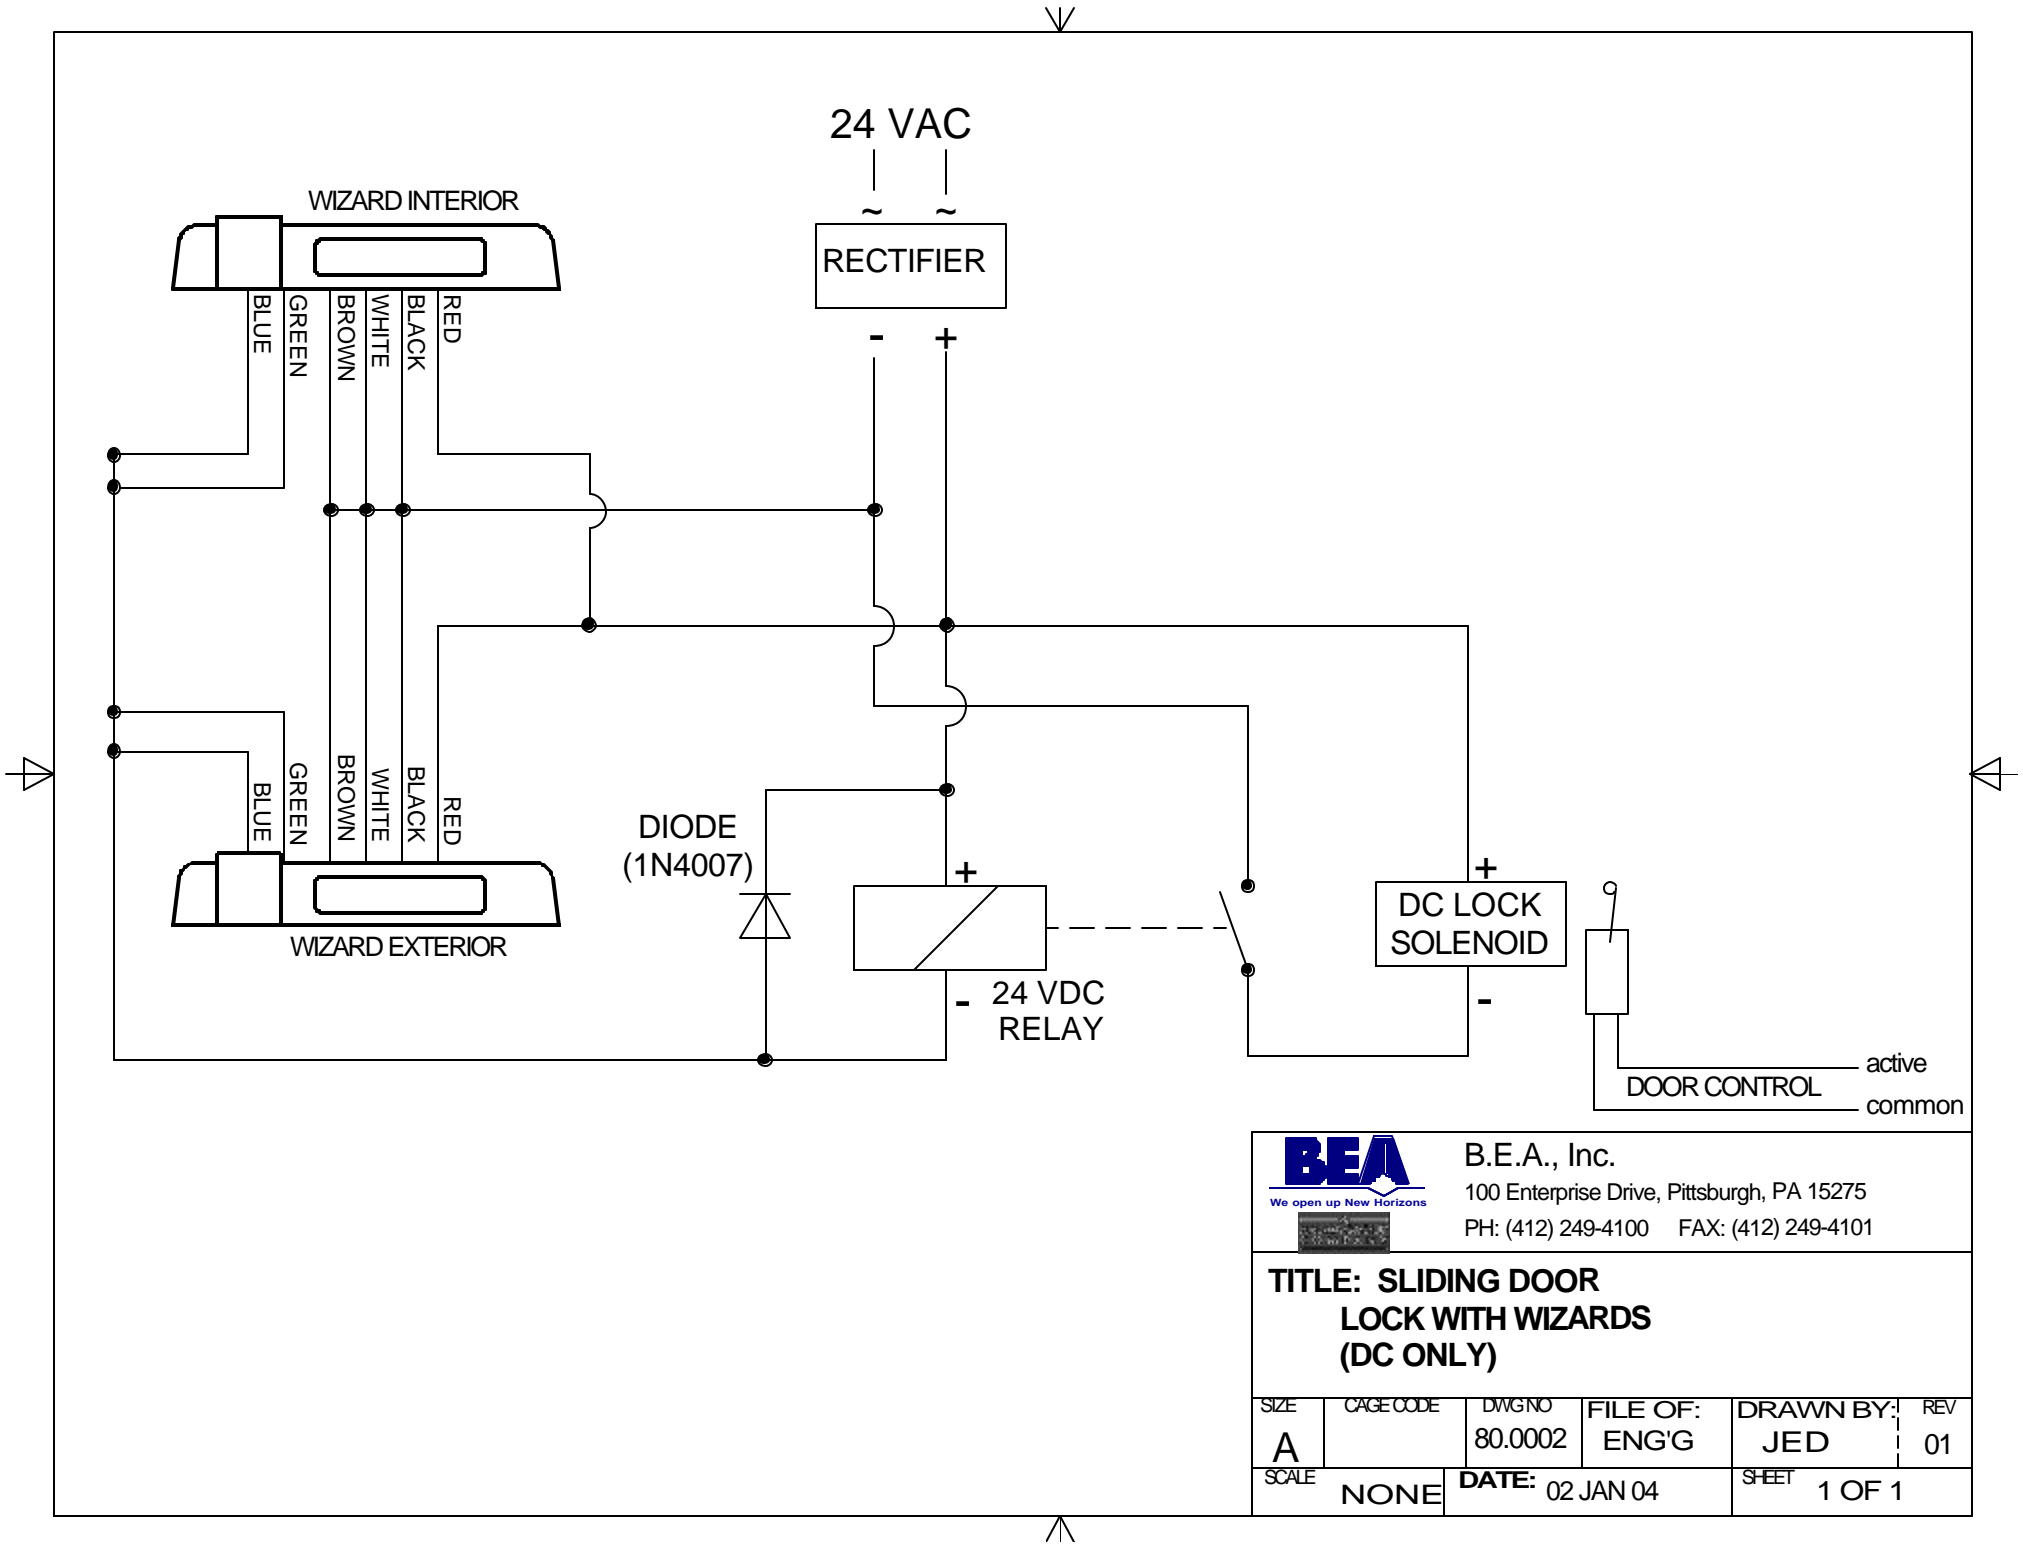 24 VAC
~ ~
RECTIFIER
- +
WIZARD INTERIOR
BLUE
GREEN
BROWN
WHITE
BLACK
RED
BLUE
GREEN
BROWN
WHITE
BLACK
RED
WIZARD EXTERIOR
DIODE
(1N4007)
+
-
24 VDC
RELAY
+
DC LOCK
SOLENOID
-
active
DOOR CONTROL
common
BEA
We open up New Horizons
B.E.A., Inc.
100 Enterprise Drive, Pittsburgh, PA 15275
PH: (412) 249-4100 FAX: (412) 249-4101
TITLE: SLIDING DOOR
LOCK WITH WIZARDS
(DC ONLY)
SIZE
A
CAGE CODE
DWG NO
80.0002
FILE OF:
ENG'G
DRAWN BY:
JED
REV
01
SCALE
NONE
DATE: 02 JAN 04
SHEET
1 OF 1